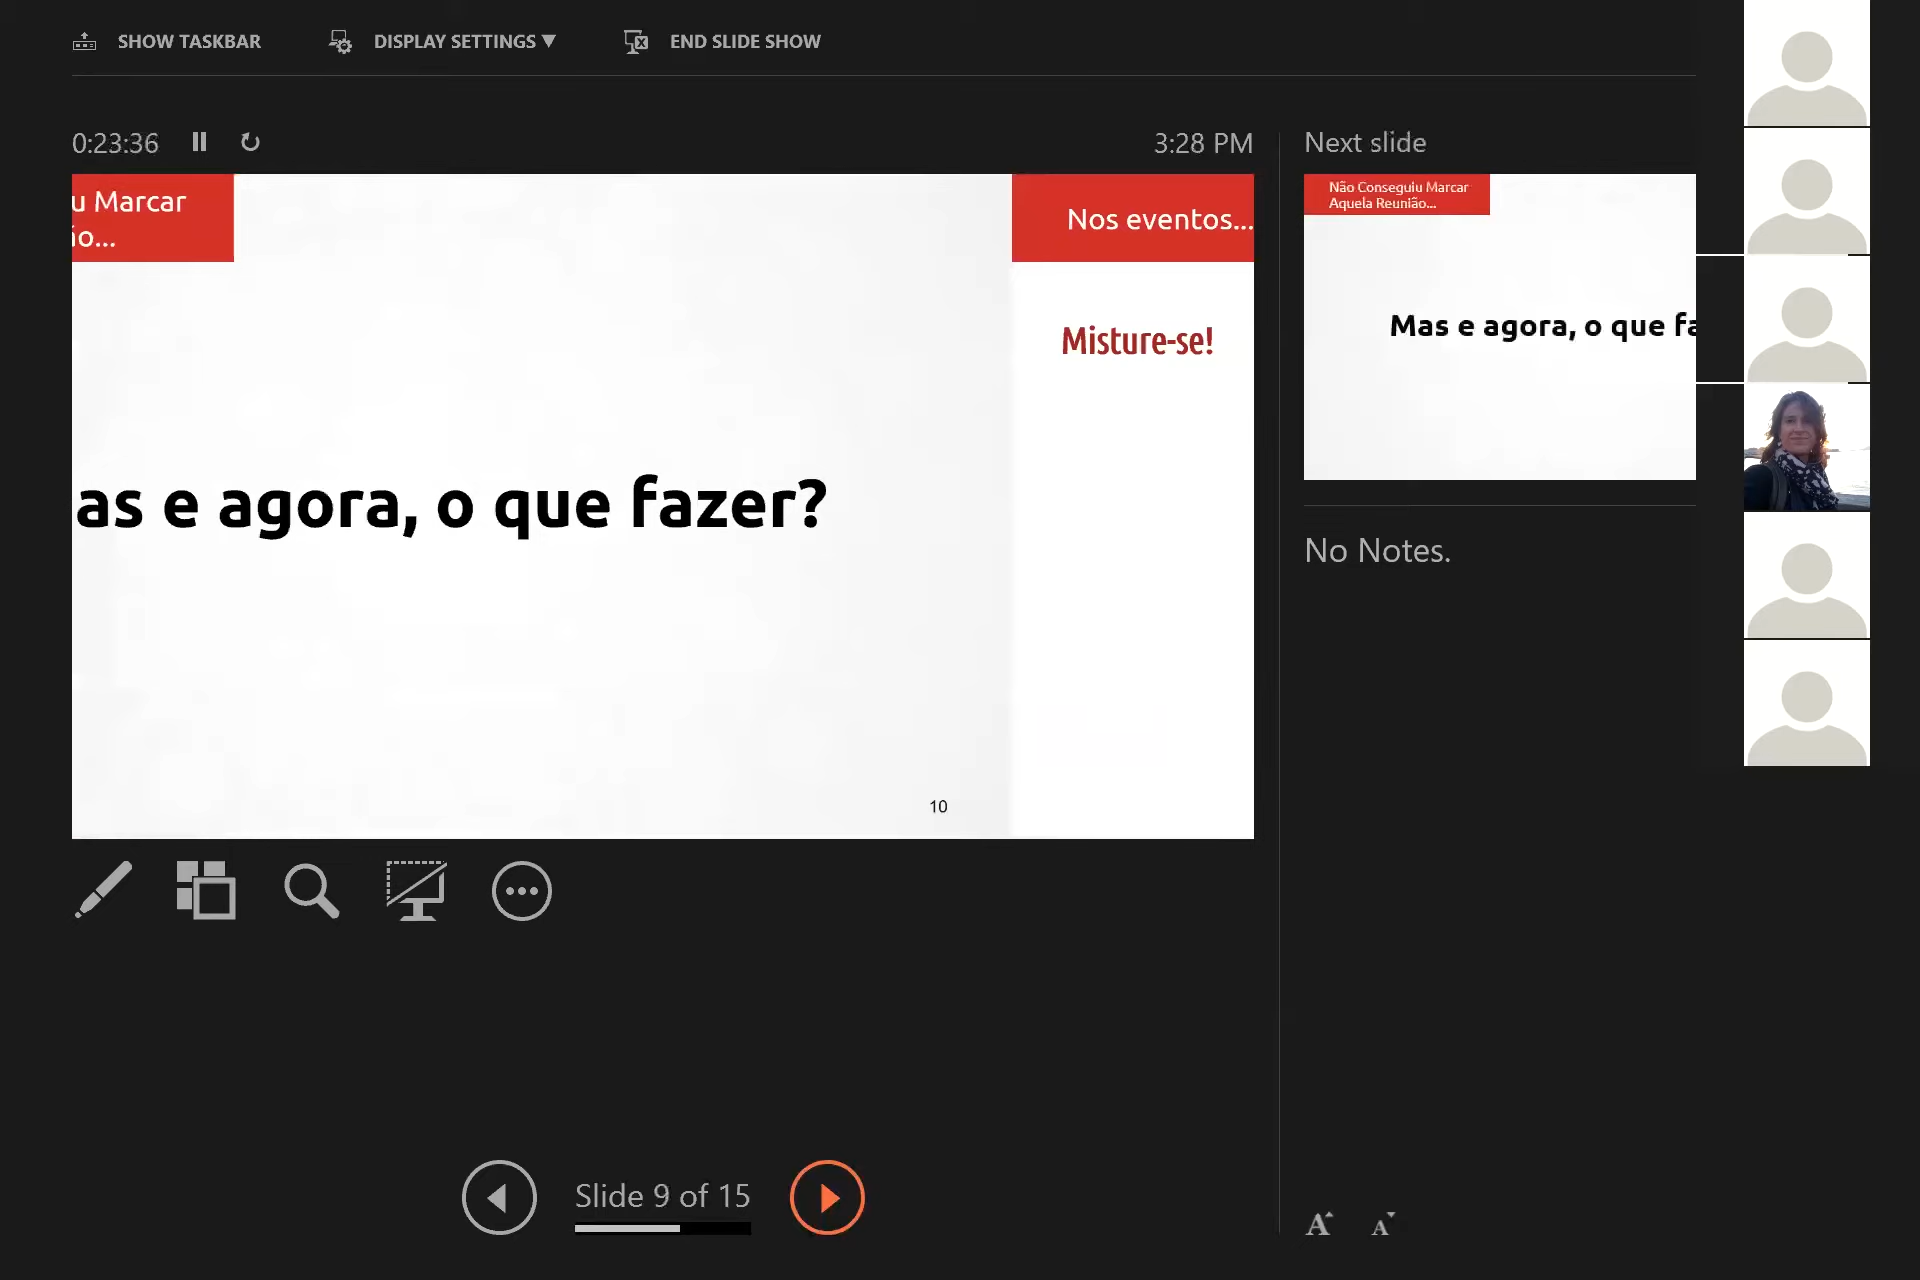 SHOW TASKBAR
DISPLAY SETTINGS ▼
END SLIDE SHOW
0:23:36
3:28 PM
u Marcar
ão...
Nos eventos...
Misture-se!
as e agora, o que fazer?
10
Next slide
Não Conseguiu Marcar
Aquela Reunião...
Mas e agora, o que fa
No Notes.
Slide 9 of 15
A
A